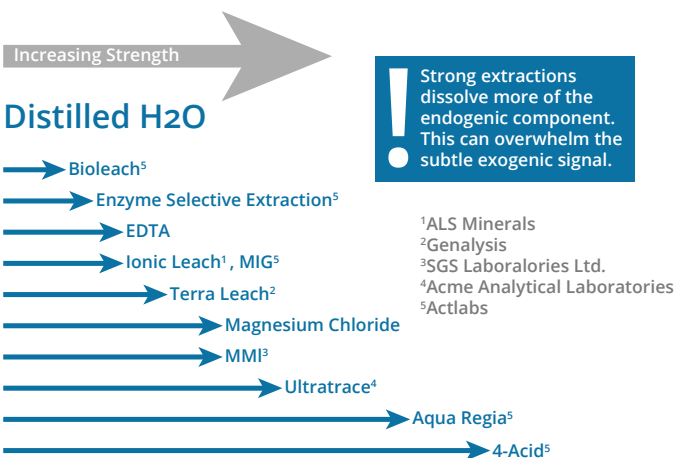 Increasing Strength
Distilled H2O
!
Strong extractions
dissolve more of the
endogenic component.
This can overwhelm the
subtle exogenic signal.
Bioleach⁵
Enzyme Selective Extraction⁵
EDTA
Ionic Leach¹ , MIG⁵
Terra Leach²
Magnesium Chloride
MMl³
Ultratrace⁴
Aqua Regia⁵
4-Acid⁵
¹ALS Minerals
²Genalysis
³SGS Laboralories Ltd.
⁴Acme Analytical Laboratories
⁵Actlabs